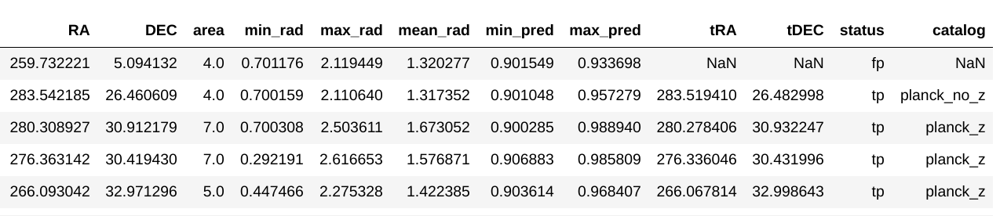 RA DEC area min_rad max_rad mean_rad min_pred max_pred tRA tDEC status catalog
259.732221 5.094132 4.0 0.701176 2.119449 1.320277 0.901549 0.933698 NaN NaN fp NaN
283.542185 26.460609 4.0 0.700159 2.110640 1.317352 0.901048 0.957279 283.519410 26.482998 tp planck_no_z
280.308927 30.912179 7.0 0.700308 2.503611 1.673052 0.900285 0.988940 280.278406 30.932247 tp planck_z
276.363142 30.419430 7.0 0.292191 2.616653 1.576871 0.906883 0.985809 276.336046 30.431996 tp planck_z
266.093042 32.971296 5.0 0.447466 2.275328 1.422385 0.903614 0.968407 266.067814 32.998643 tp planck_z